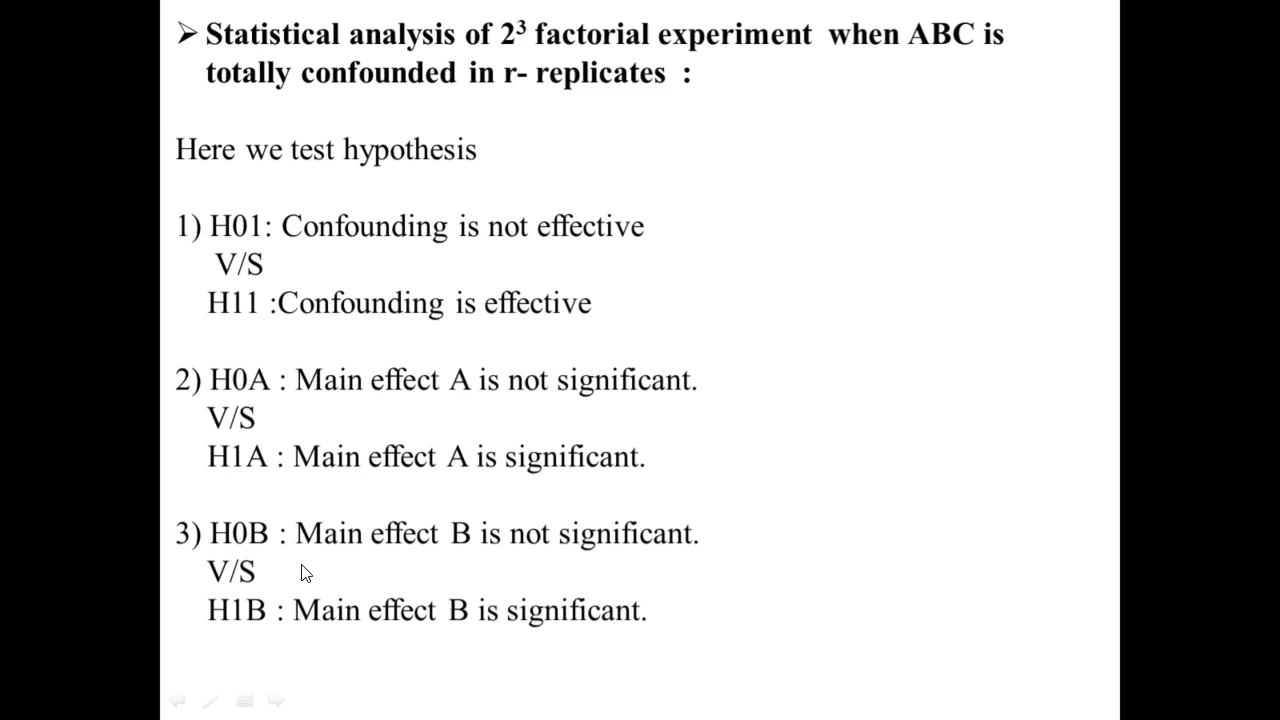 ➢ Statistical analysis of 2³ factorial experiment when ABC is
totally confounded in r- replicates :
Here we test hypothesis
1) H01: Confounding is not effective
V/S
H11 :Confounding is effective
2) H0A : Main effect A is not significant.
V/S
H1A : Main effect A is significant.
3) H0B : Main effect B is not significant.
V/S
H1B : Main effect B is significant.